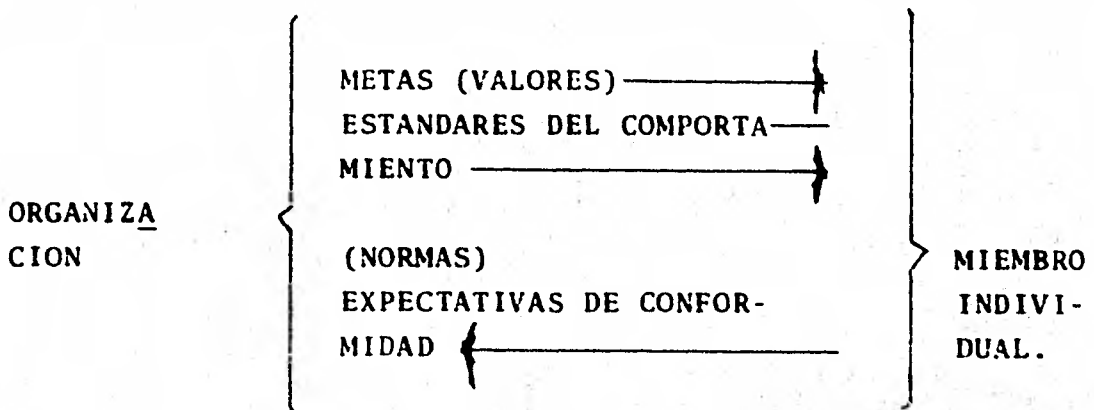 METAS (VALORES)
ESTANDARES DEL COMPORTA
MIENTO
ORGANIZA
CION
(NORMAS)
EXPECTATIVAS DE CONFOR-
MIDAD
MIEMBRO
INDIVI-
DUAL.